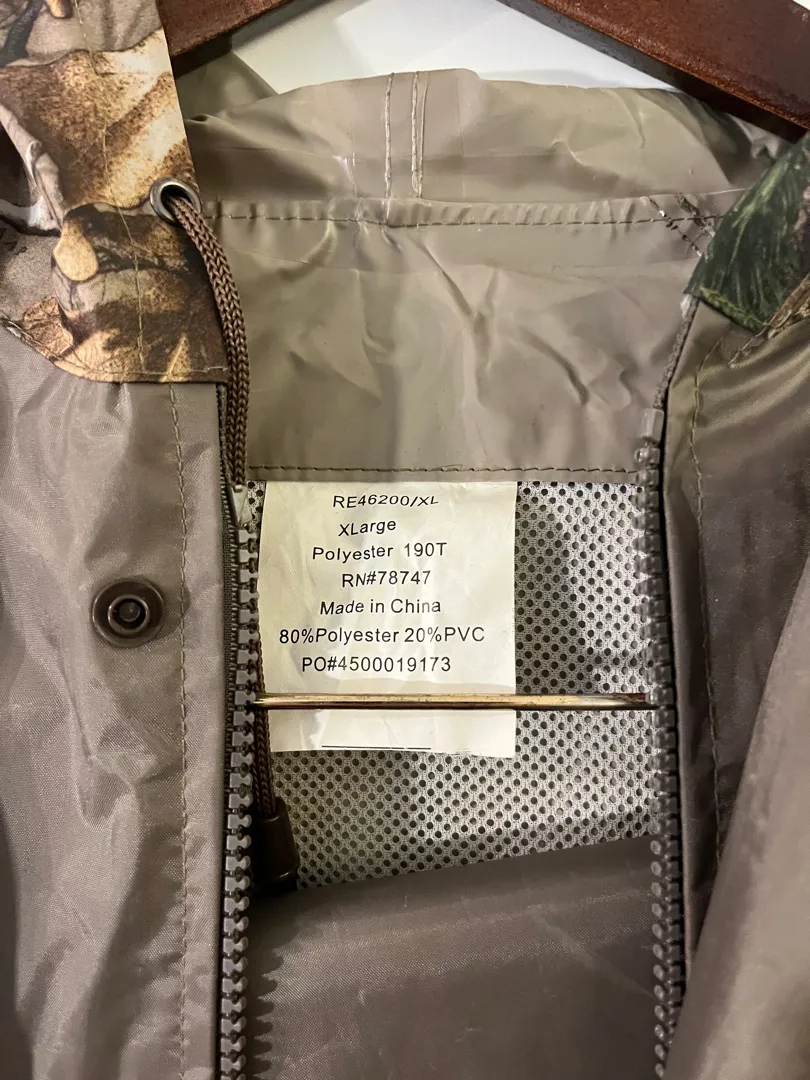 RE46200/XL
XLarge
Polyester 190T
RN#78747
Made in China
80%Polyester 20%PVC
PO#4500019173